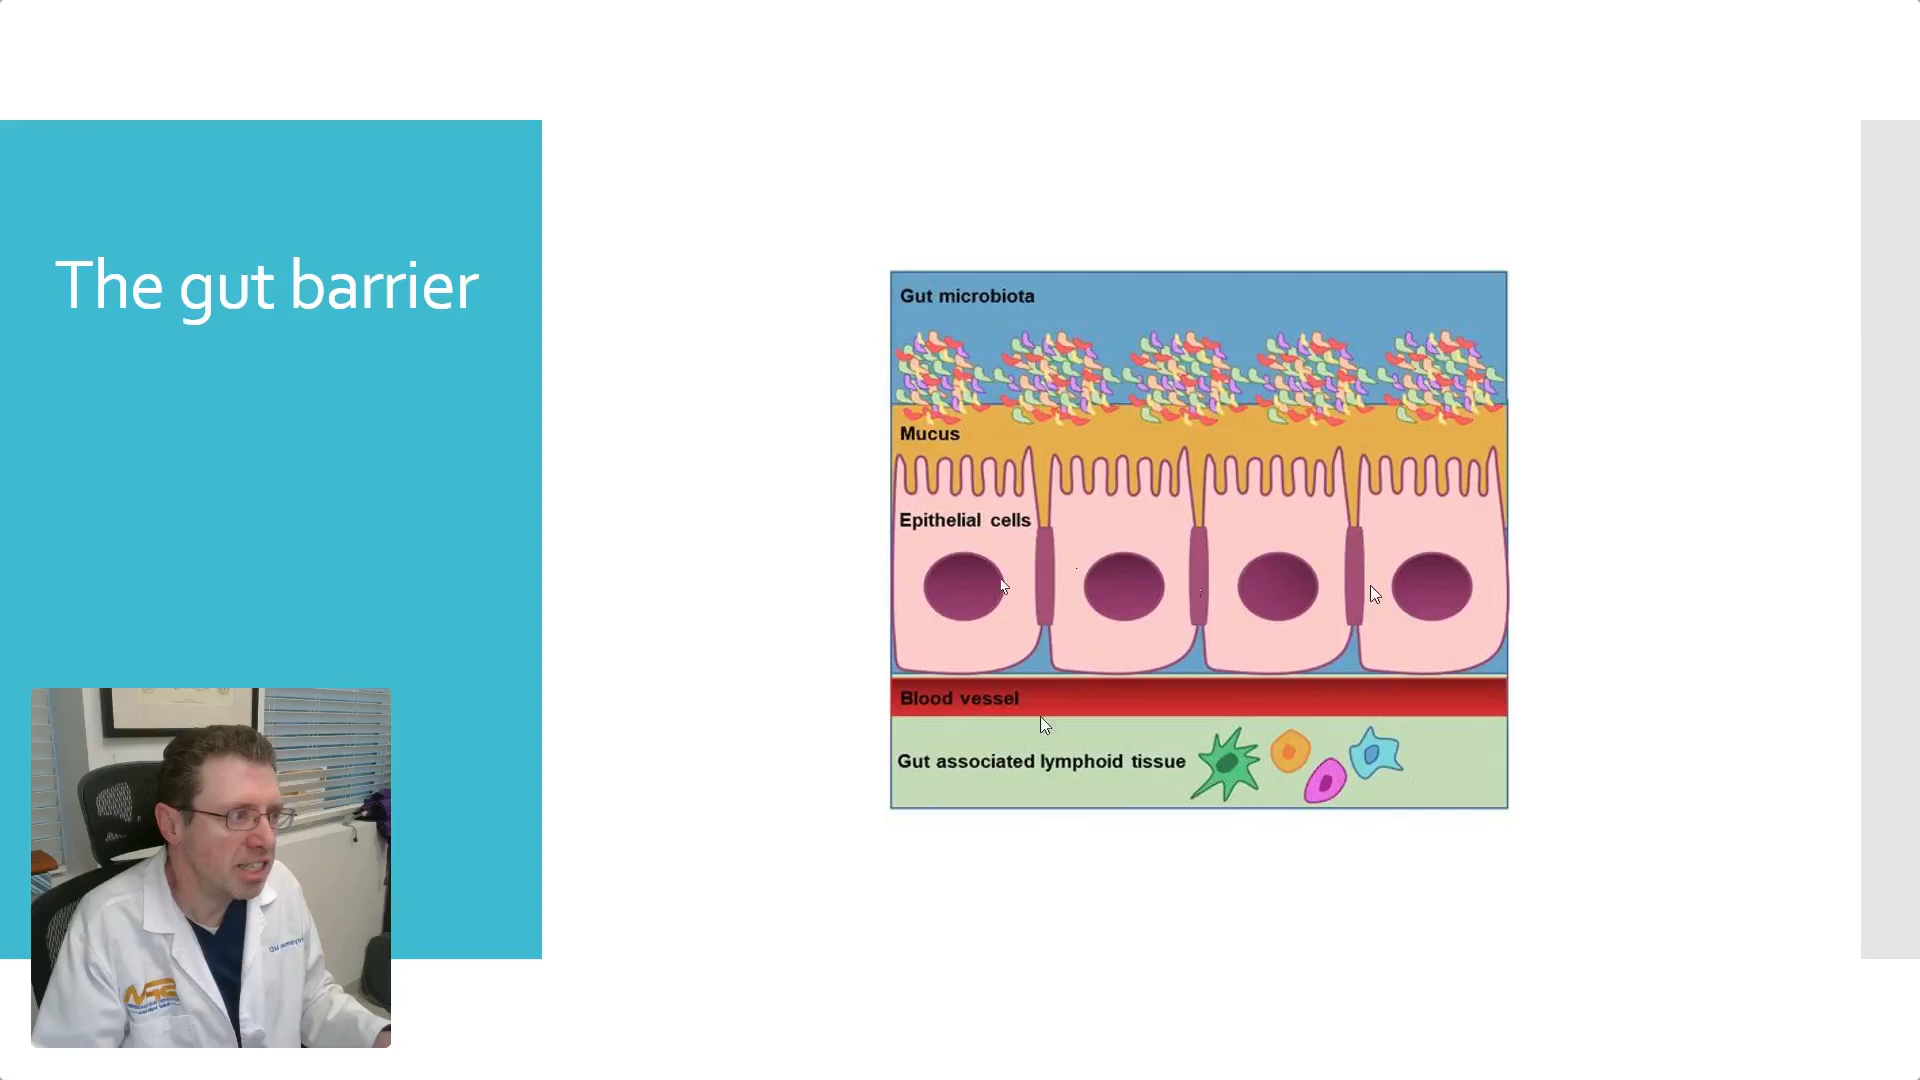 The gut barrier
Gut microbiota
Mucus
Epithelial cells
Blood vessel
Gut associated lymphoid tissue